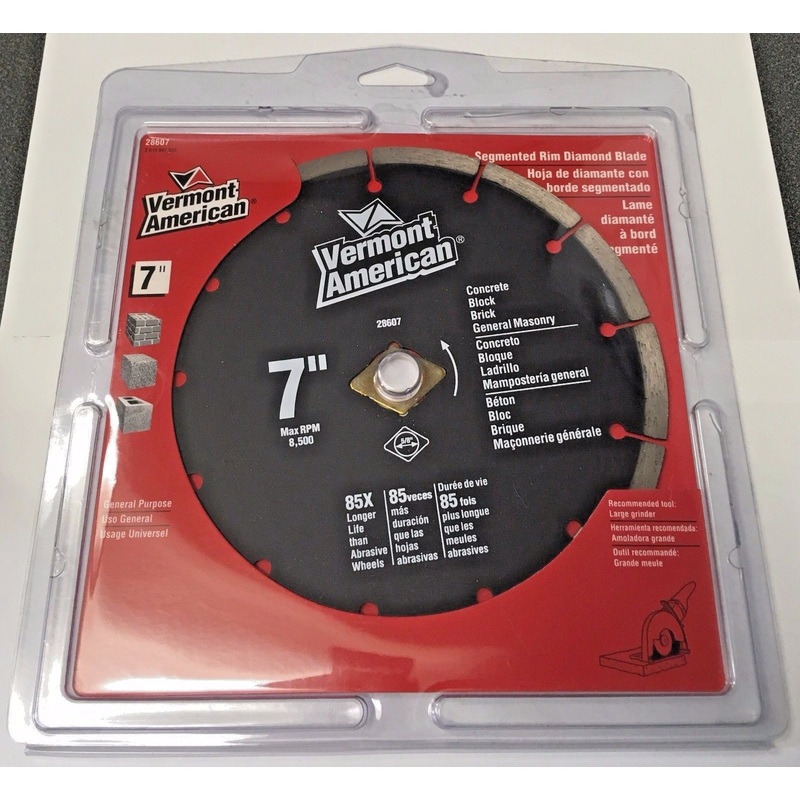 28607
Vermont
American®
7"
General Purpose
Uso General
Usage Universel
Segmented Rim Diamond Blade
Hoja de diamante con
borde segmentado
Lame
diamanté
à bord
gmenté
Vermont
American®
28607
7"
Max RPM
8,500
5/8"
Concrete
Block
Brick
General Masonry
Concreto
Bloque
Ladrillo
Mampostería general
Béton
Bloc
Brique
Maçonnerie générale
85X
Longer
Life
than
Abrasive
Wheels
85 veces
más
duración
que las
hojas
abrasivas
Durée de vie
85 fois
plus longue
que les
meules
abrasives
Recommended tool:
Large grinder
Herramienta recomendada:
Amoladora grande
Outil recommandé:
Grande meule